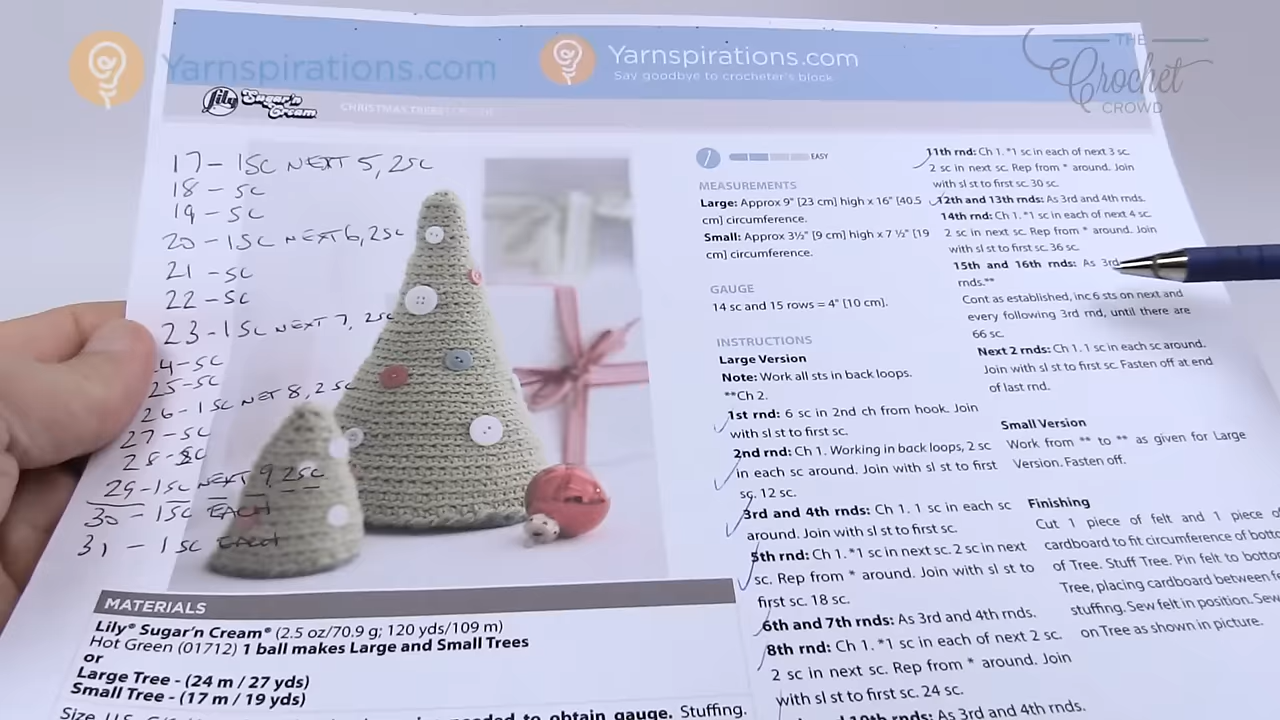 Yarnspirations.com
Yarnspirations.com
Say goodbye to crocheter's block.
THE
Crochet
CROWD
Lily Sugar'n Cream
CHRISTMAS
17 - 1SC NEXT 5, 2SC
18 - SC
19 - SC
20 - 1SC NEXT 6, 2SC
21 - SC
22 - SC
23 - 1SC NEXT 7, 2SC
4 - SC
25 - SC
26 - 1SC NET 8, 2SC
27 - SC
28 - SC
29 - 1SC NEXT 9 2SC
30 - 1SC EACH
31 - 1SC EACH
MATERIALS
Lily® Sugar'n Cream® (2.5 oz/70.9 g; 120 yds/109 m)
Hot Green (01712) 1 ball makes Large and Small Trees
or
Large Tree - (24 m / 27 yds)
Small Tree - (17 m / 19 yds)
Size U.S. needed to obtain gauge. Stuffing.
EASY
MEASUREMENTS
Large: Approx 9" [23 cm] high x 16" [40.5
cm] circumference.
Small: Approx 3½" [9 cm] high x 7 ½" [19
cm] circumference.
GAUGE
14 sc and 15 rows = 4" [10 cm].
INSTRUCTIONS
Large Version
Note: Work all sts in back loops.
**Ch 2.
1st rnd: 6 sc in 2nd ch from hook. Join
with sl st to first sc.
2nd rnd: Ch 1. Working in back loops, 2 sc
in each sc around. Join with sl st to first
sc. 12 sc.
3rd and 4th rnds: Ch 1. 1 sc in each sc
around. Join with sl st to first sc.
5th rnd: Ch 1. *1 sc in next sc. 2 sc in next
sc. Rep from * around. Join with sl st to
first sc. 18 sc.
6th and 7th rnds: As 3rd and 4th rnds.
8th rnd: Ch 1. *1 sc in each of next 2 sc.
2 sc in next sc. Rep from * around. Join
with sl st to first sc. 24 sc.
10th rnds: As 3rd and 4th rnds.
11th rnd: Ch 1. *1 sc in each of next 3 sc.
2 sc in next sc. Rep from * around. Join
with sl st to first sc. 30 sc.
12th and 13th rnds: As 3rd and 4th rnds.
14th rnd: Ch 1. *1 sc in each of next 4 sc.
2 sc in next sc. Rep from * around. Join
with sl st to first sc. 36 sc.
15th and 16th rnds: As 3rd
rnds.**
Cont as established, inc 6 sts on next and
every following 3rd rnd, until there are
66 sc.
Next 2 rnds: Ch 1. 1 sc in each sc around.
Join with sl st to first sc. Fasten off at end
of last rnd.
Small Version
Work from ** to ** as given for Large
Version. Fasten off.
Finishing
Cut 1 piece of felt and 1 piece of
cardboard to fit circumference of
of Tree. Stuff Tree. Pin felt to
Tree, placing cardboard between
stuffing. Sew felt in position. Sew
on Tree as shown in picture.